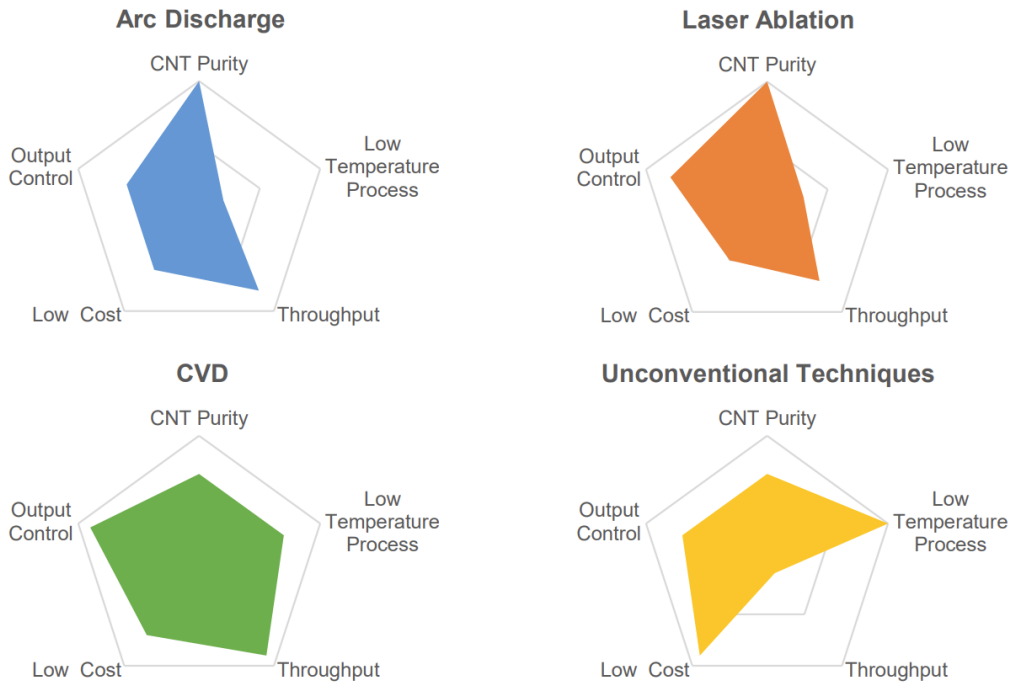 Arc Discharge
CNT Purity
Low
Temperature
Process
Output
Control
Low Cost
Throughput
Laser Ablation
CNT Purity
Low
Temperature
Process
Output
Control
Low Cost
Throughput
CVD
CNT Purity
Low
Temperature
Process
Output
Control
Low Cost
Throughput
Unconventional Techniques
CNT Purity
Low
Temperature
Process
Output
Control
Low Cost
Throughput